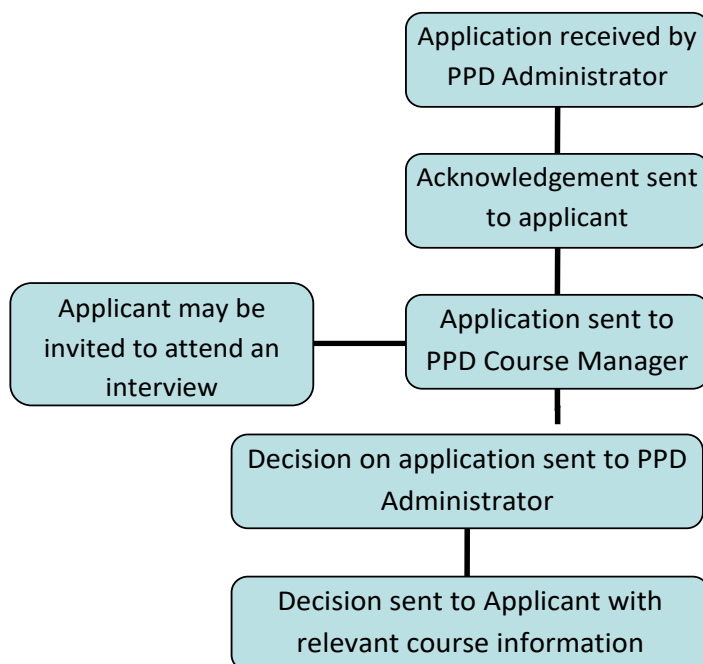 Application received by
PPD Administrator
Acknowledgement sent
to applicant
Applicant may be
invited to attend an
interview
Application sent to
PPD Course Manager
Decision on application sent to PPD
Administrator
Decision sent to Applicant with
relevant course information